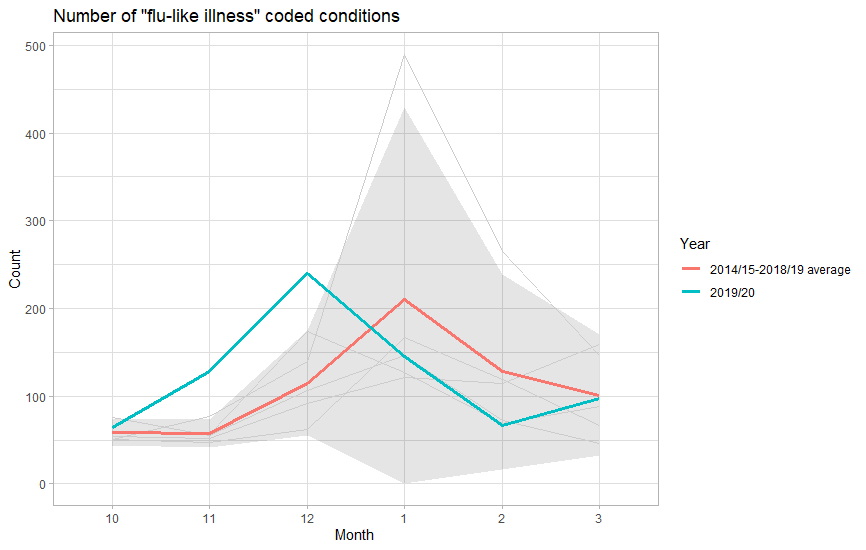 Number of "flu-like illness" coded conditions
500
400
300
200
100
0
Count
10 11 12 1 2 3
Month
Year
2014/15-2018/19 average
2019/20